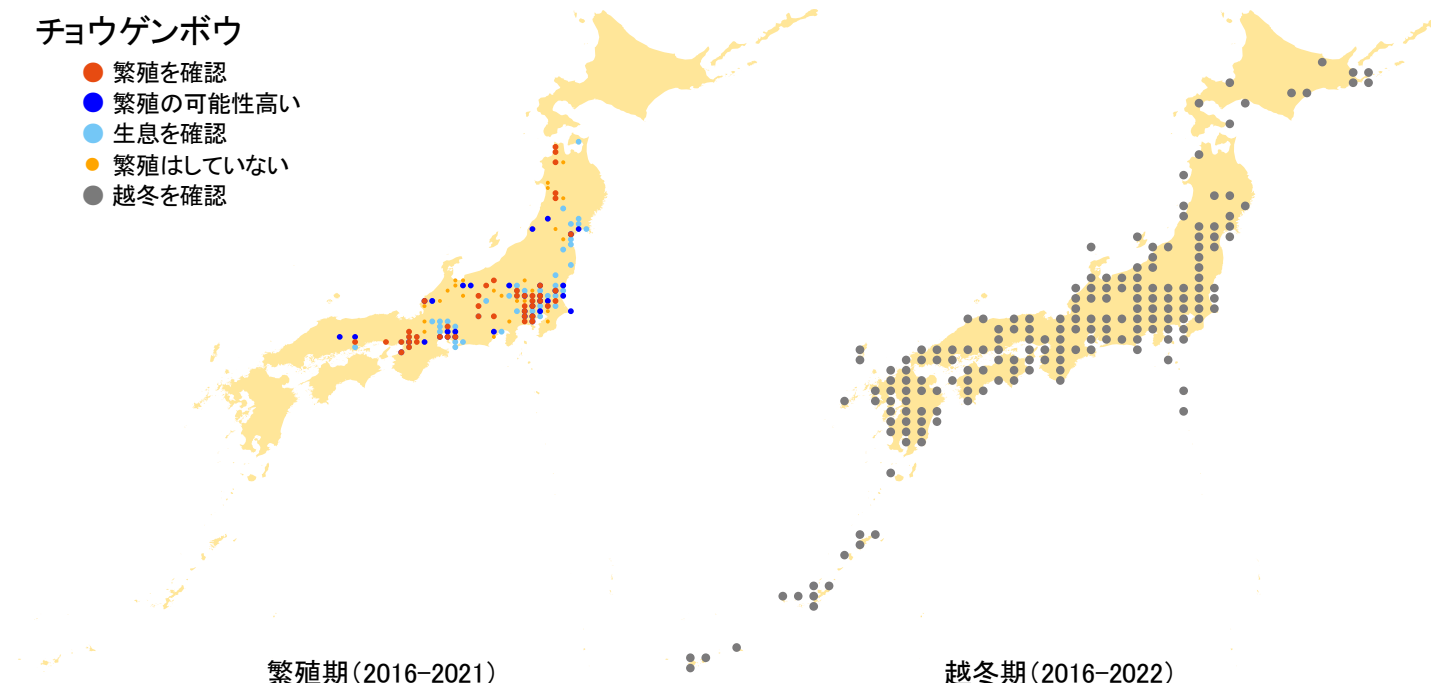 チョウゲンボウ
繁殖を確認
繁殖の可能性高い
生息を確認
繁殖はしていない
越冬を確認
繁殖期(2016-2021)
越冬期(2016-2022)